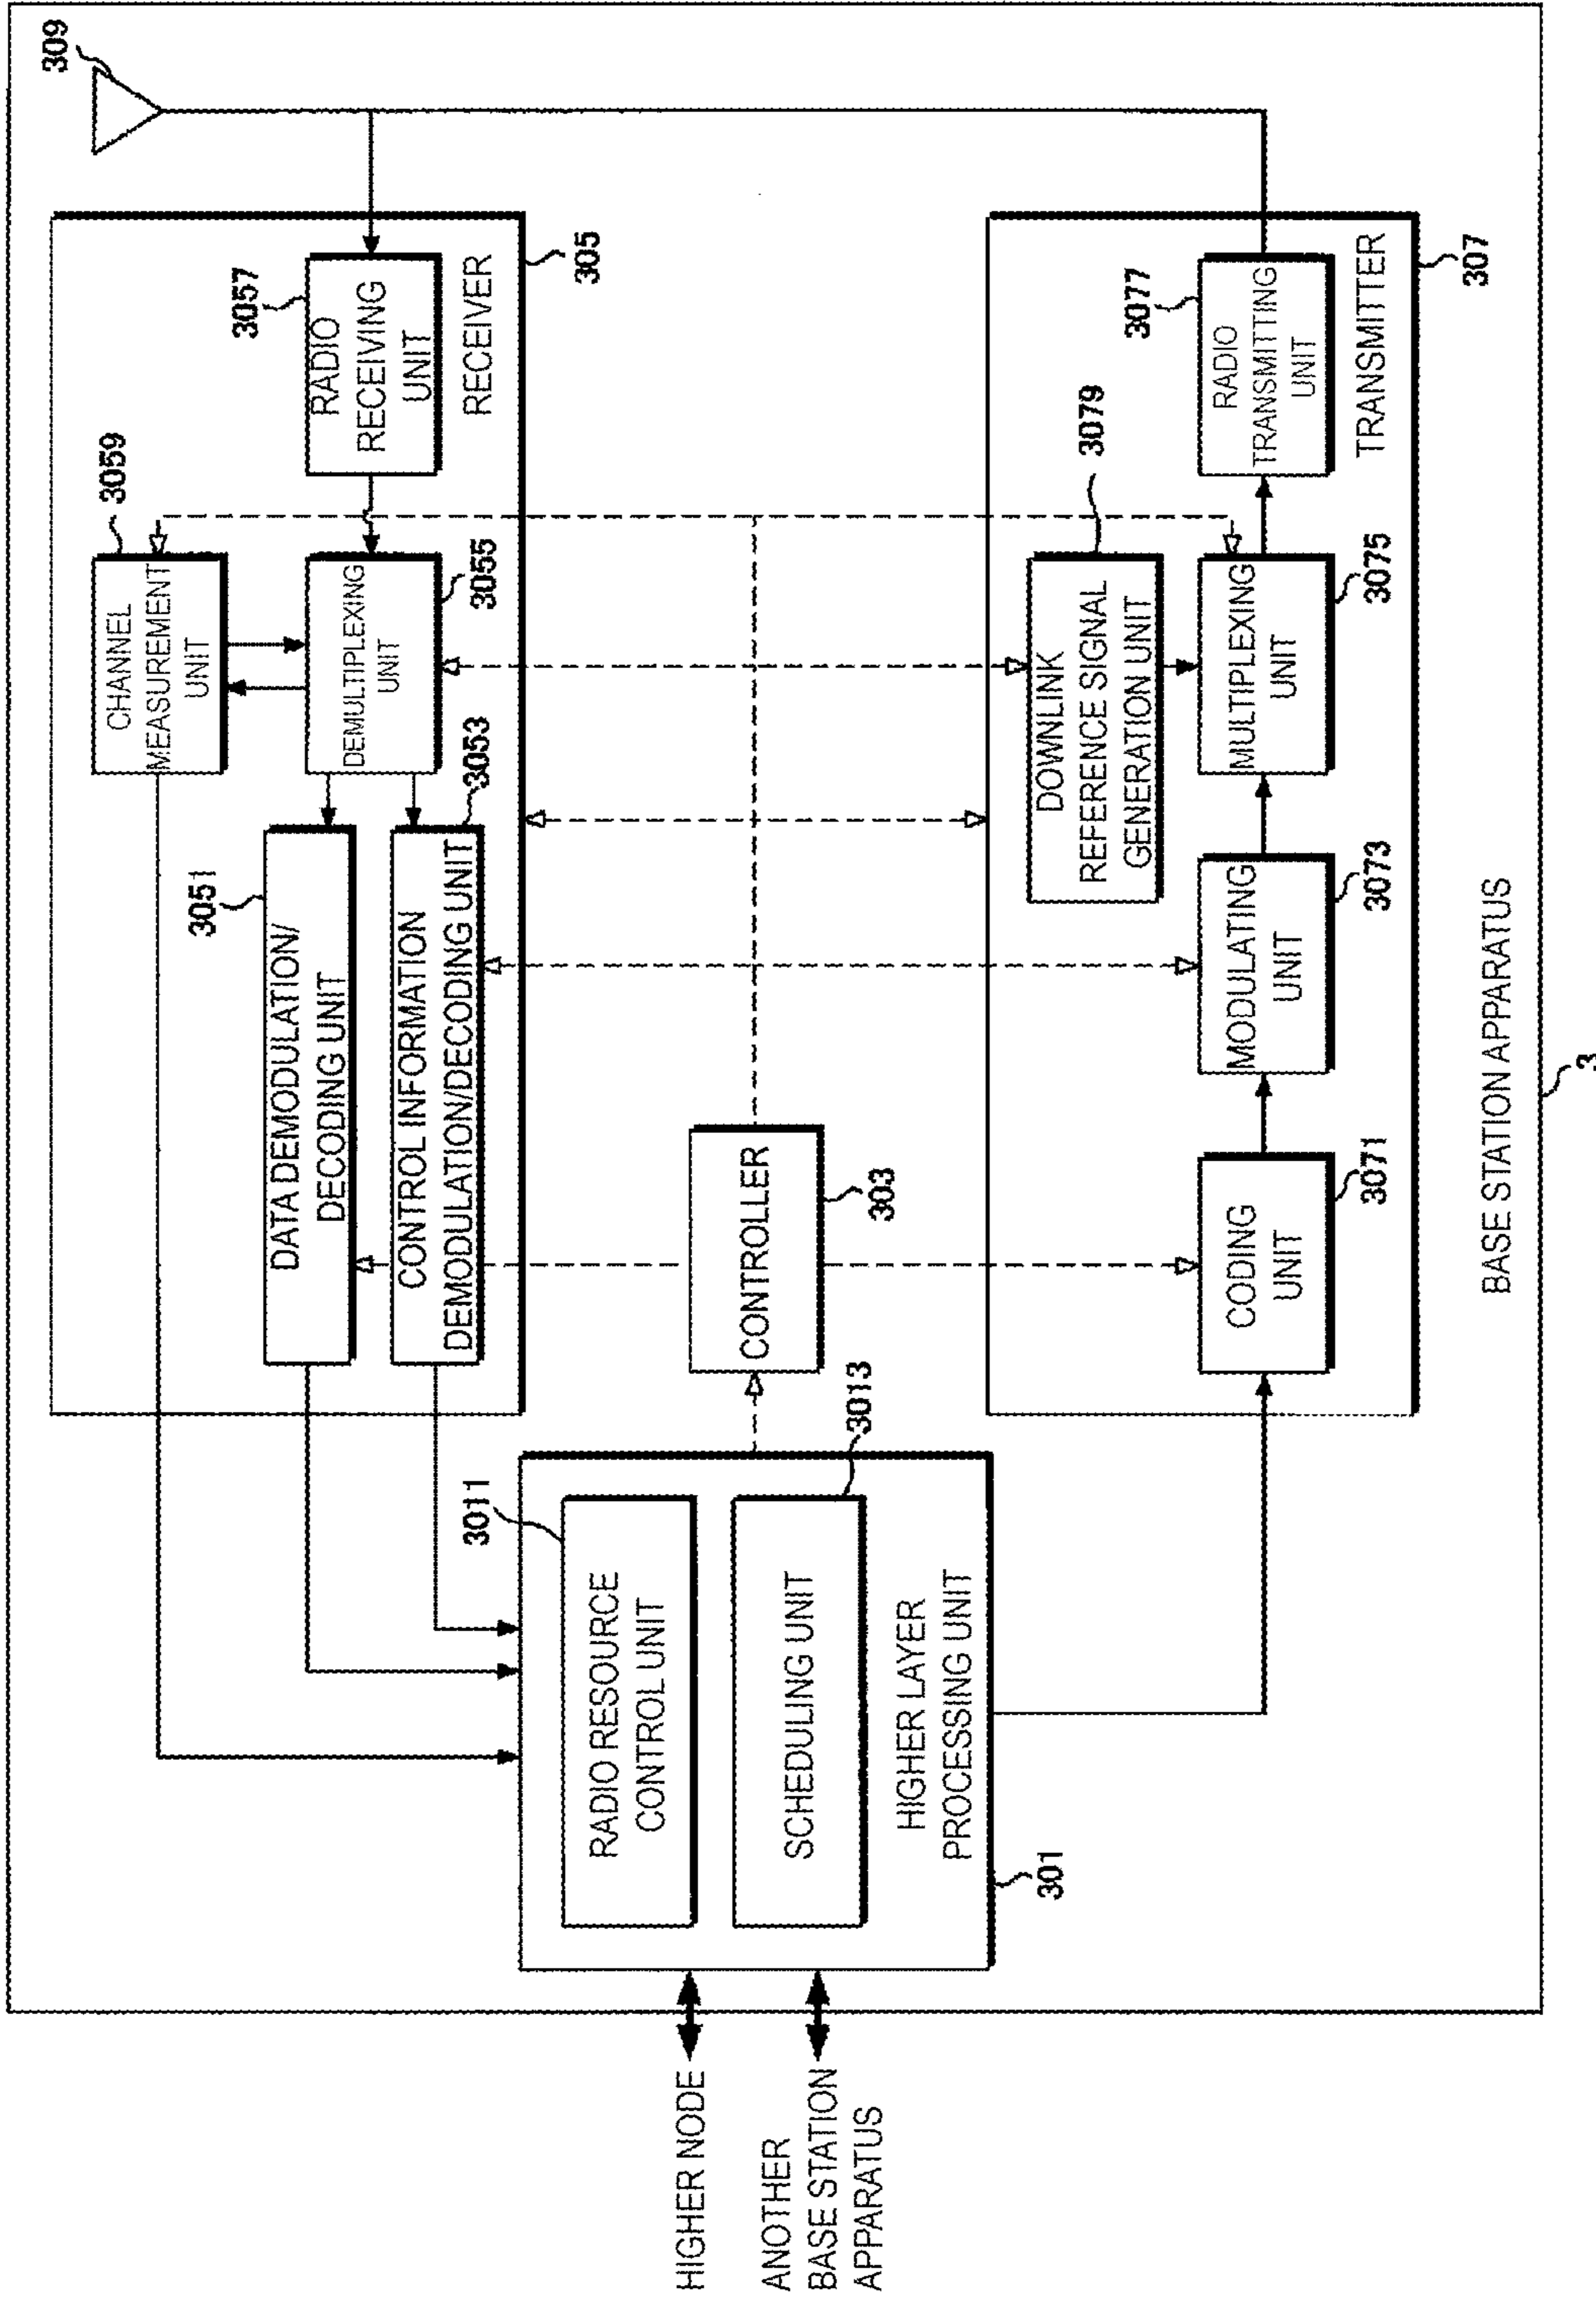 309
3059
CHANNEL
MEASUREMENT
UNIT
3057
RADIO
RECEIVING
UNIT
3051
DATA DEMODULATION/
DECODING UNIT
DEMULTIPLEXING
UNIT
3055
3053
CONTROL INFORMATION
DEMODULATION/DECODING UNIT
RECEIVER
305
HIGHER NODE
ANOTHER
BASE STATION
APPARATUS
3011
RADIO RESOURCE
CONTROL UNIT
SCHEDULING UNIT
3013
HIGHER LAYER
PROCESSING UNIT
301
CONTROLLER
303
DOWNLINK
REFERENCE SIGNAL
GENERATION UNIT
3079
3077
CODING
UNIT
3071
MODULATING
UNIT
3073
MULTIPLEXING
UNIT
3075
RADIO
TRANSMITTING
UNIT
TRANSMITTER
307
BASE STATION APPARATUS
3